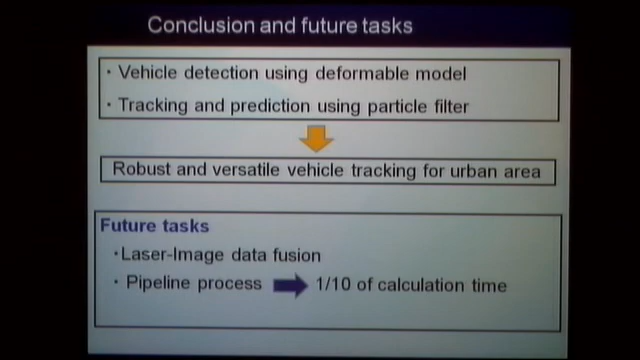 Conclusion and future tasks
・Vehicle detection using deformable model
・Tracking and prediction using particle filter
Robust and versatile vehicle tracking for urban area
Future tasks
・Laser-Image data fusion
・Pipeline process 1/10 of calculation time